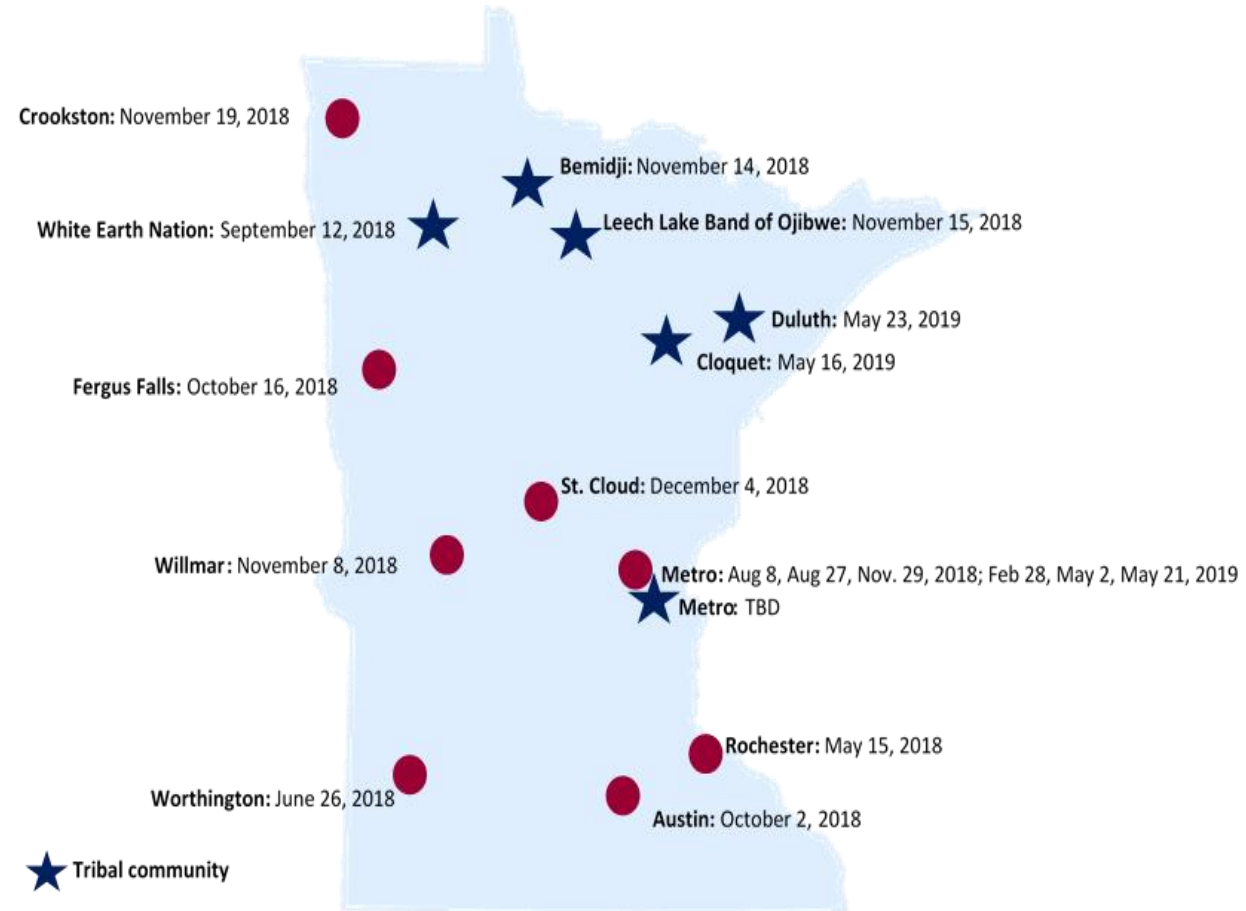 Crookston: November 19, 2018
Bemidji: November 14, 2018
White Earth Nation: September 12, 2018
Leech Lake Band of Ojibwe: November 15, 2018
Duluth: May 23, 2019
Cloquet: May 16, 2019
Fergus Falls: October 16, 2018
St. Cloud: December 4, 2018
Willmar: November 8, 2018
Metro: Aug 8, Aug 27, Nov. 29, 2018; Feb 28, May 2, May 21, 2019
Metro: TBD
Rochester: May 15, 2018
Worthington: June 26, 2018
Austin: October 2, 2018
Tribal community